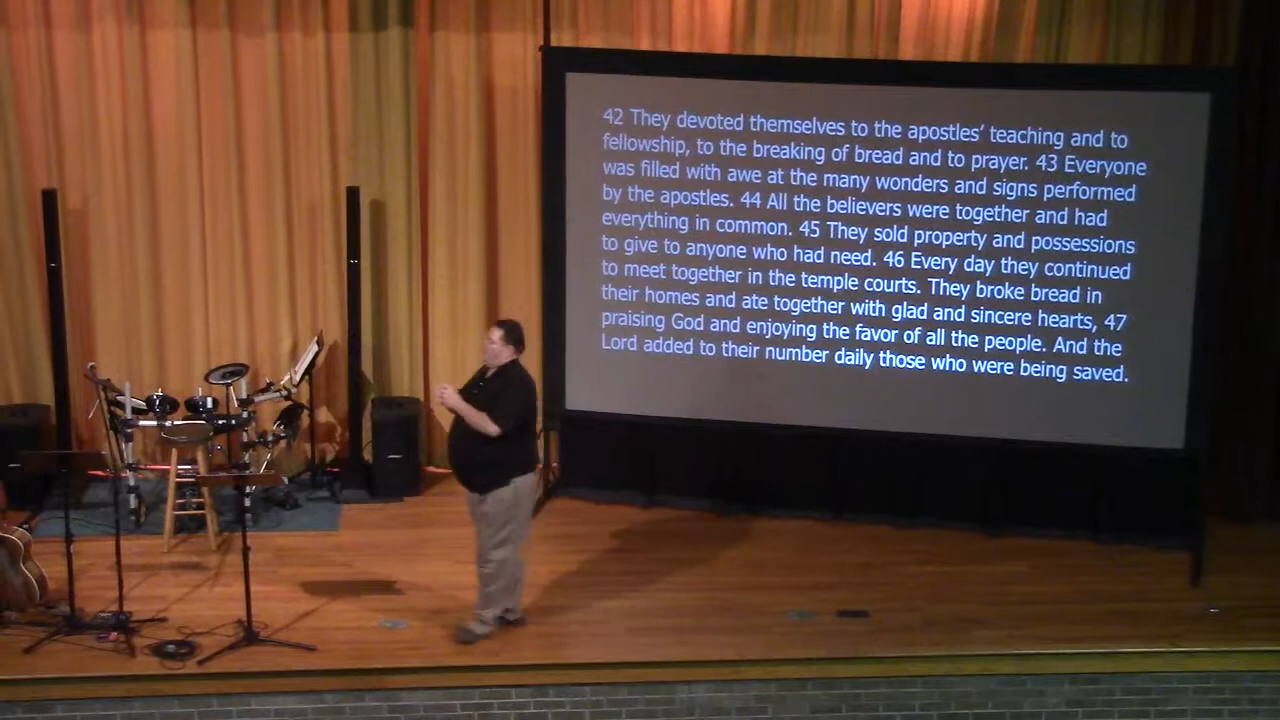 42 They devoted themselves to the apostles’ teaching and to
fellowship, to the breaking of bread and to prayer. 43 Everyone
was filled with awe at the many wonders and signs performed
by the apostles. 44 All the believers were together and had
everything in common. 45 They sold property and possessions
to give to anyone who had need. 46 Every day they continued
to meet together in the temple courts. They broke bread in
their homes and ate together with glad and sincere hearts, 47
praising God and enjoying the favor of all the people. And the
Lord added to their number daily those who were being saved.